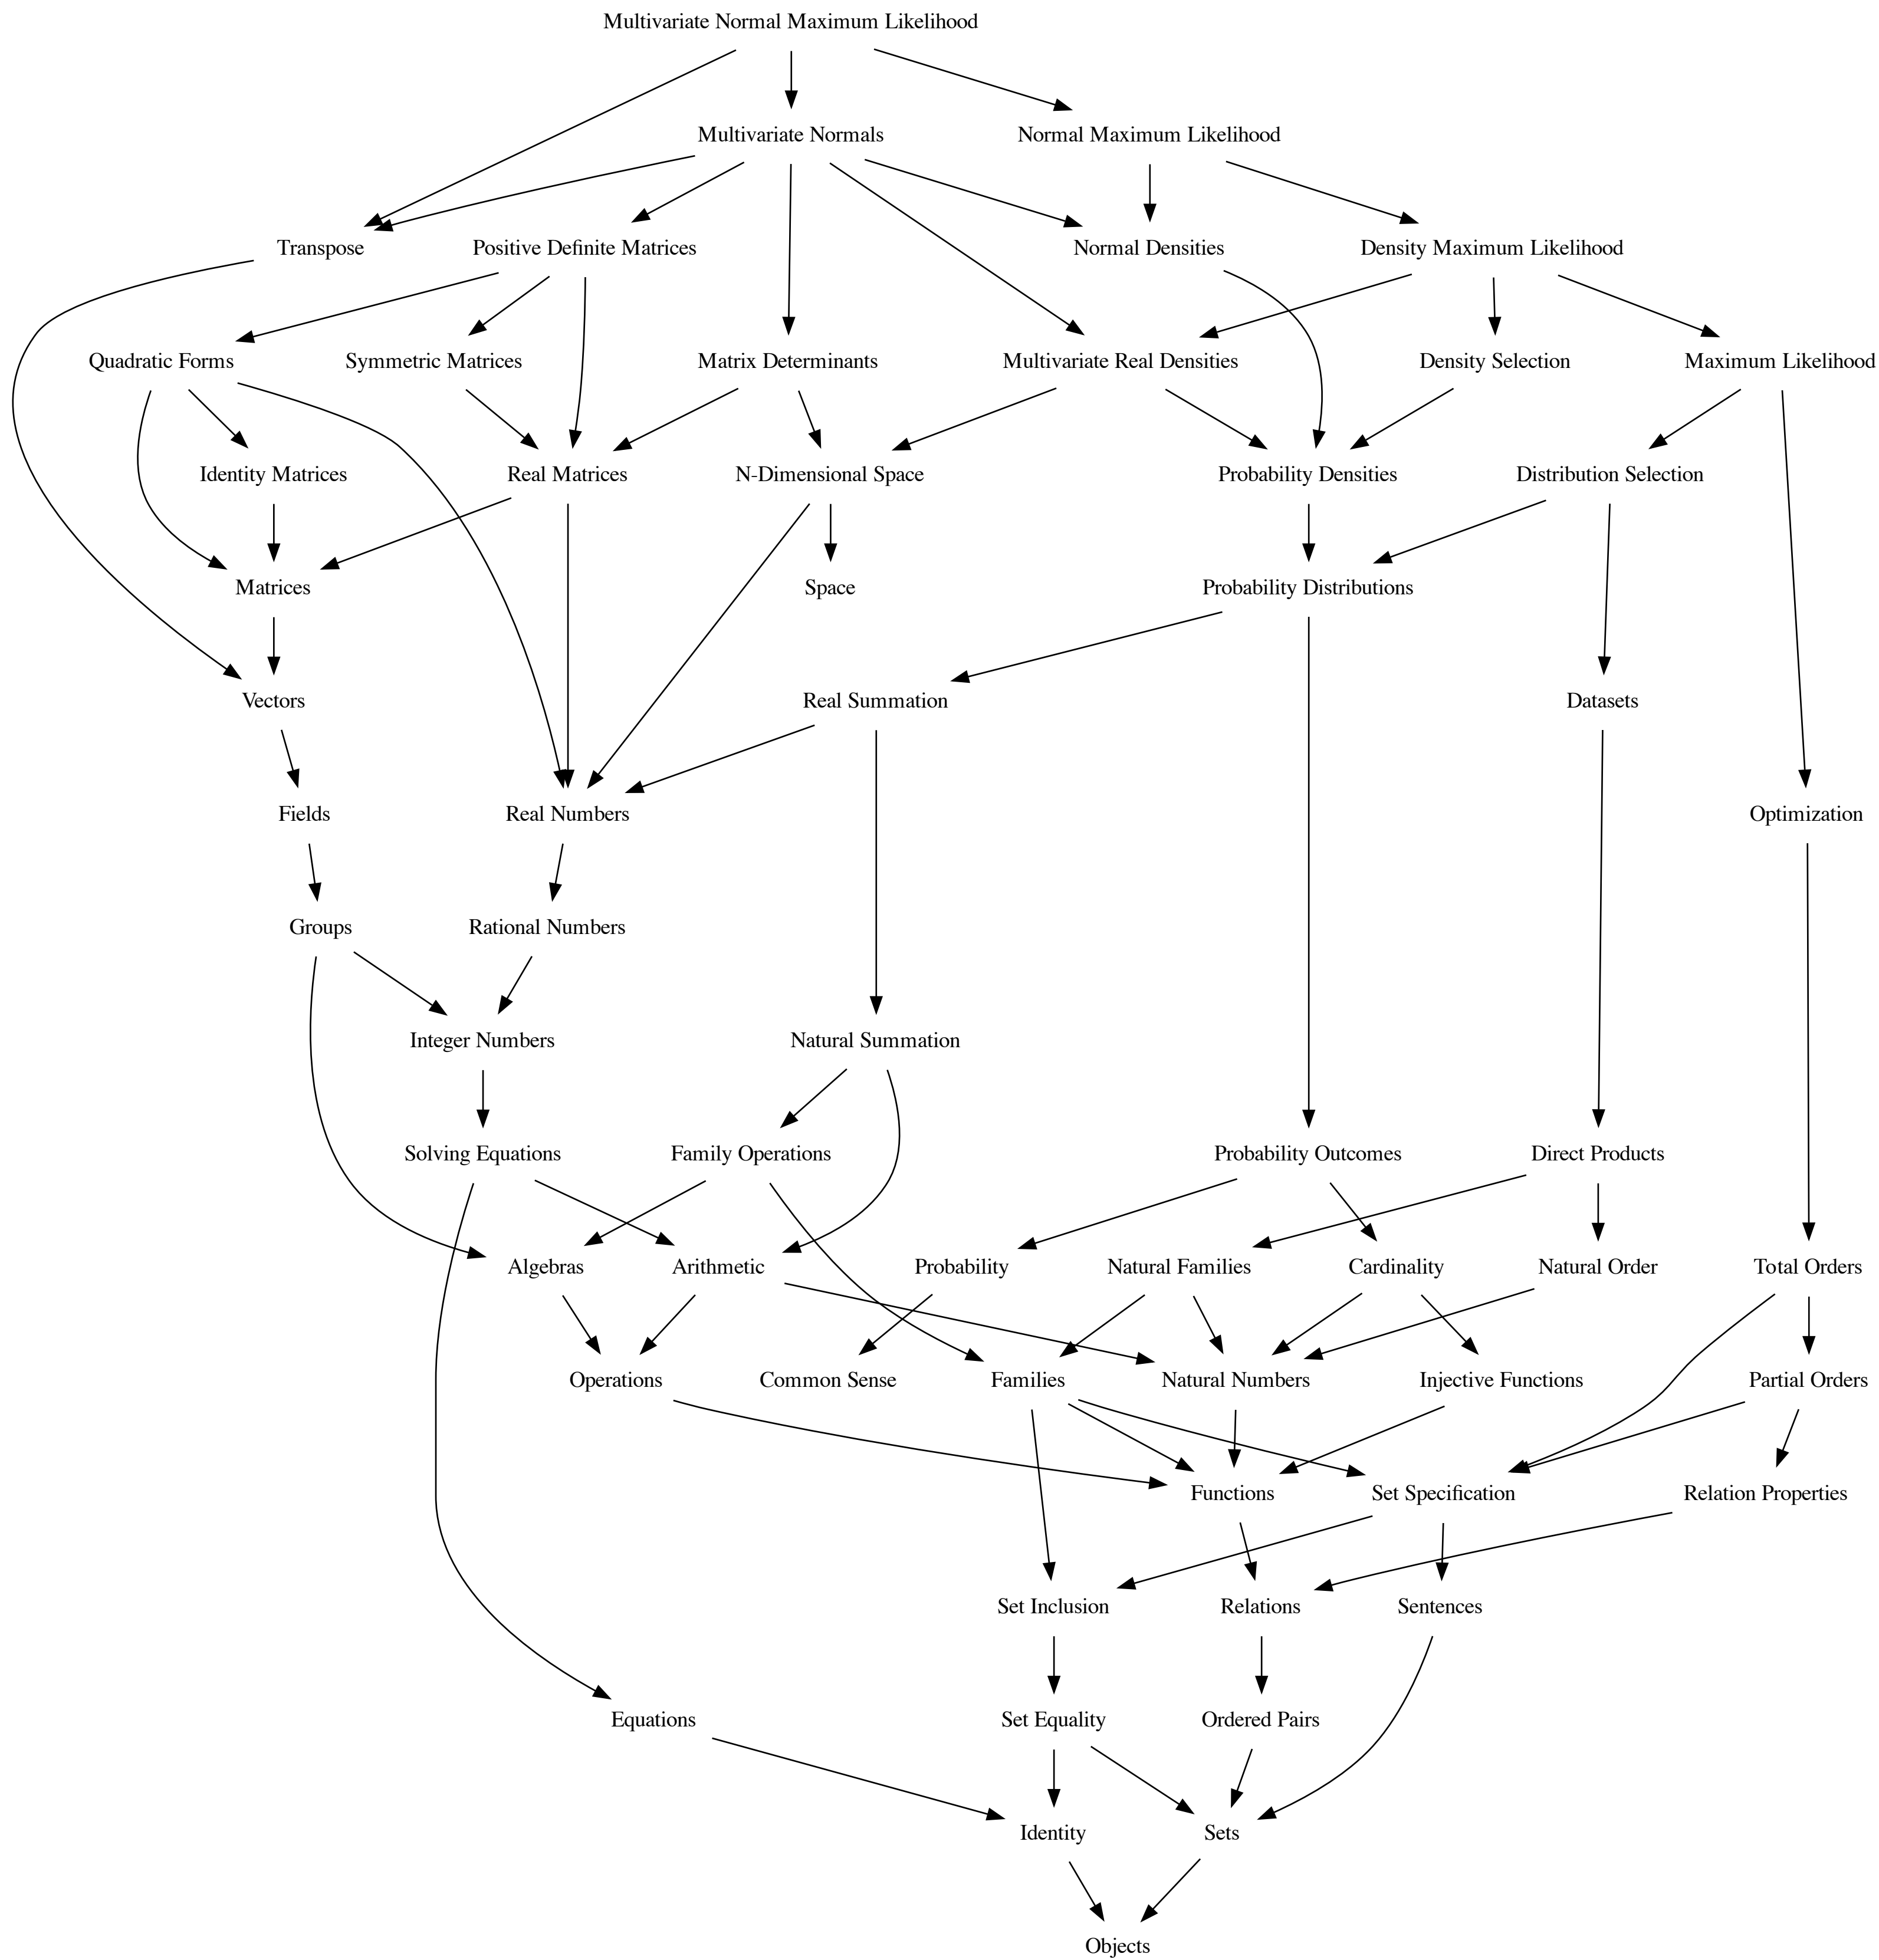 Multivariate Normal Maximum Likelihood
Multivariate Normals
Normal Maximum Likelihood
Transpose
Positive Definite Matrices
Normal Densities
Density Maximum Likelihood
Quadratic Forms
Symmetric Matrices
Matrix Determinants
Multivariate Real Densities
Density Selection
Maximum Likelihood
Identity Matrices
Real Matrices
N-Dimensional Space
Probability Densities
Distribution Selection
Matrices
Space
Probability Distributions
Vectors
Real Summation
Datasets
Fields
Real Numbers
Optimization
Groups
Rational Numbers
Integer Numbers
Natural Summation
Solving Equations
Family Operations
Probability Outcomes
Direct Products
Algebras
Arithmetic
Probability
Natural Families
Cardinality
Natural Order
Total Orders
Operations
Common Sense
Families
Natural Numbers
Injective Functions
Partial Orders
Functions
Set Specification
Relation Properties
Set Inclusion
Relations
Sentences
Equations
Set Equality
Ordered Pairs
Identity
Sets
Objects